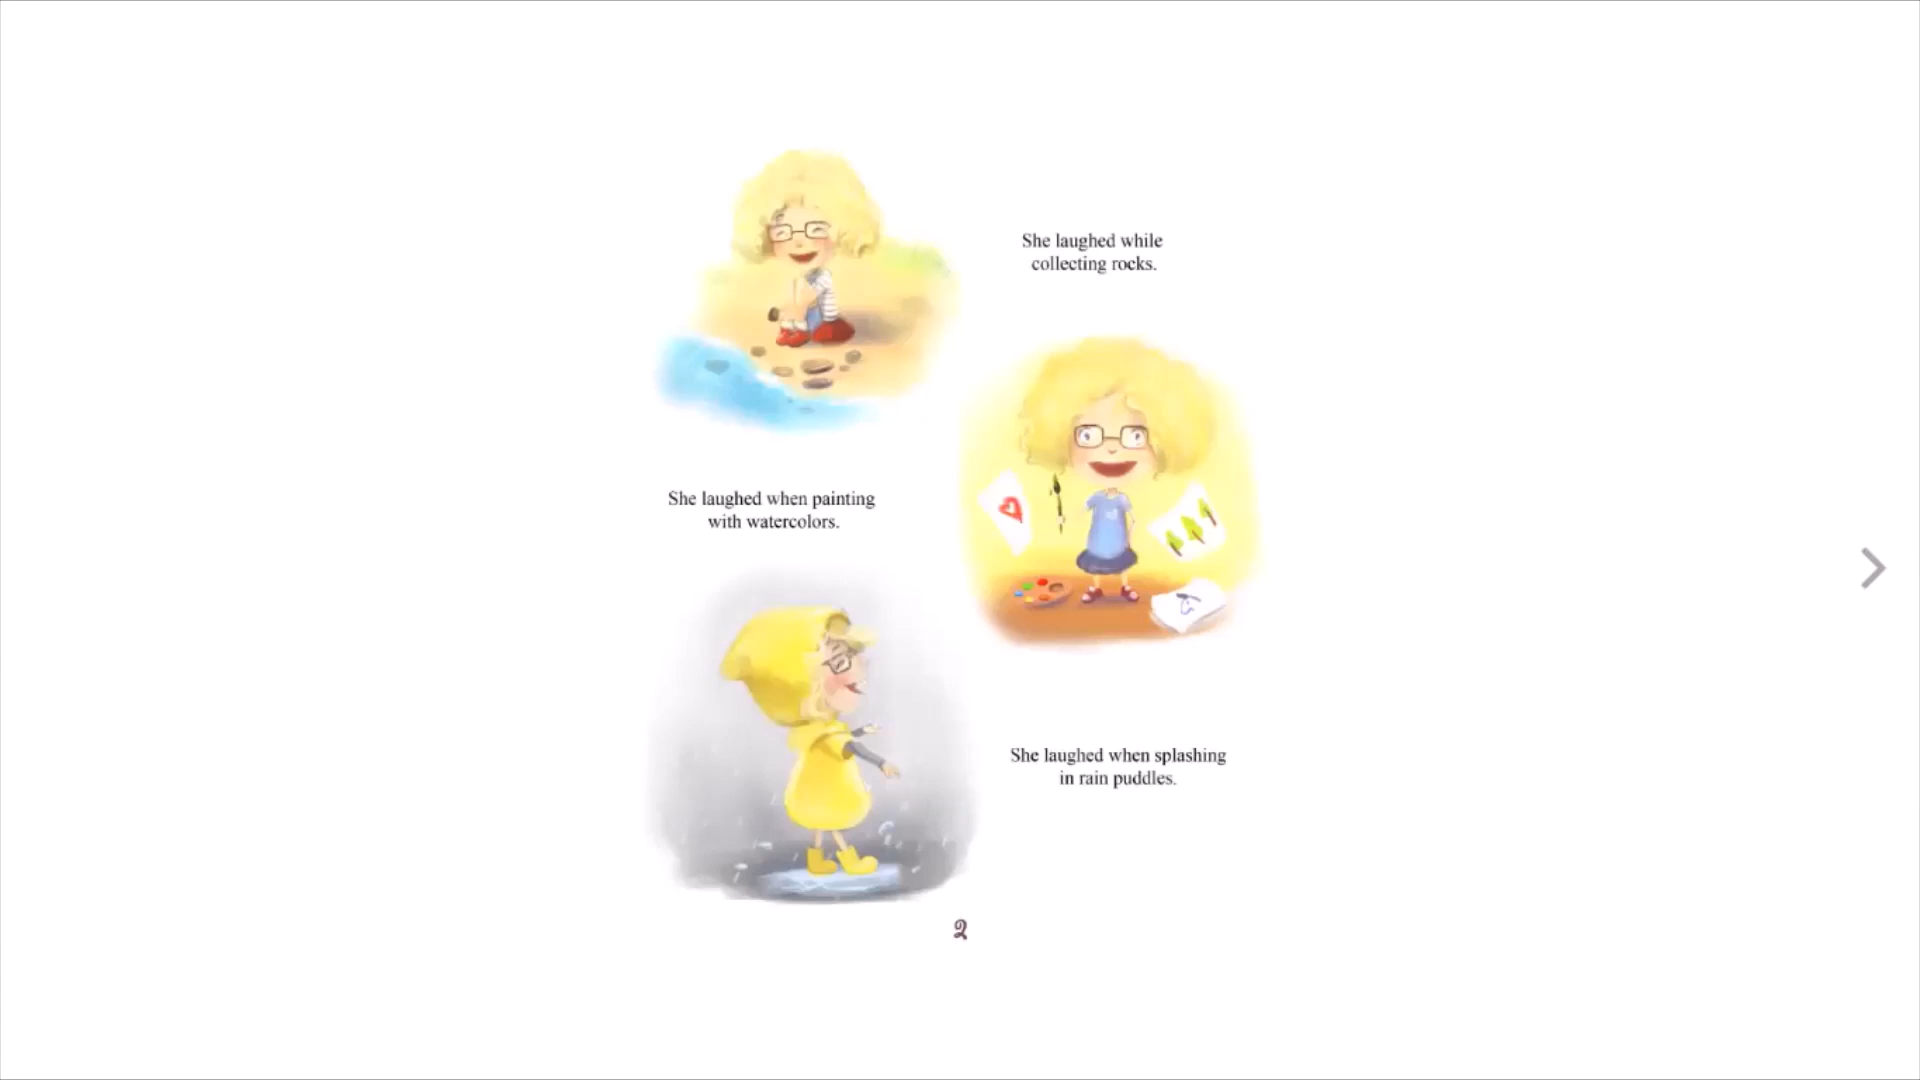 She laughed while
collecting rocks.
She laughed when painting
with watercolors.
She laughed when splashing
in rain puddles.
2